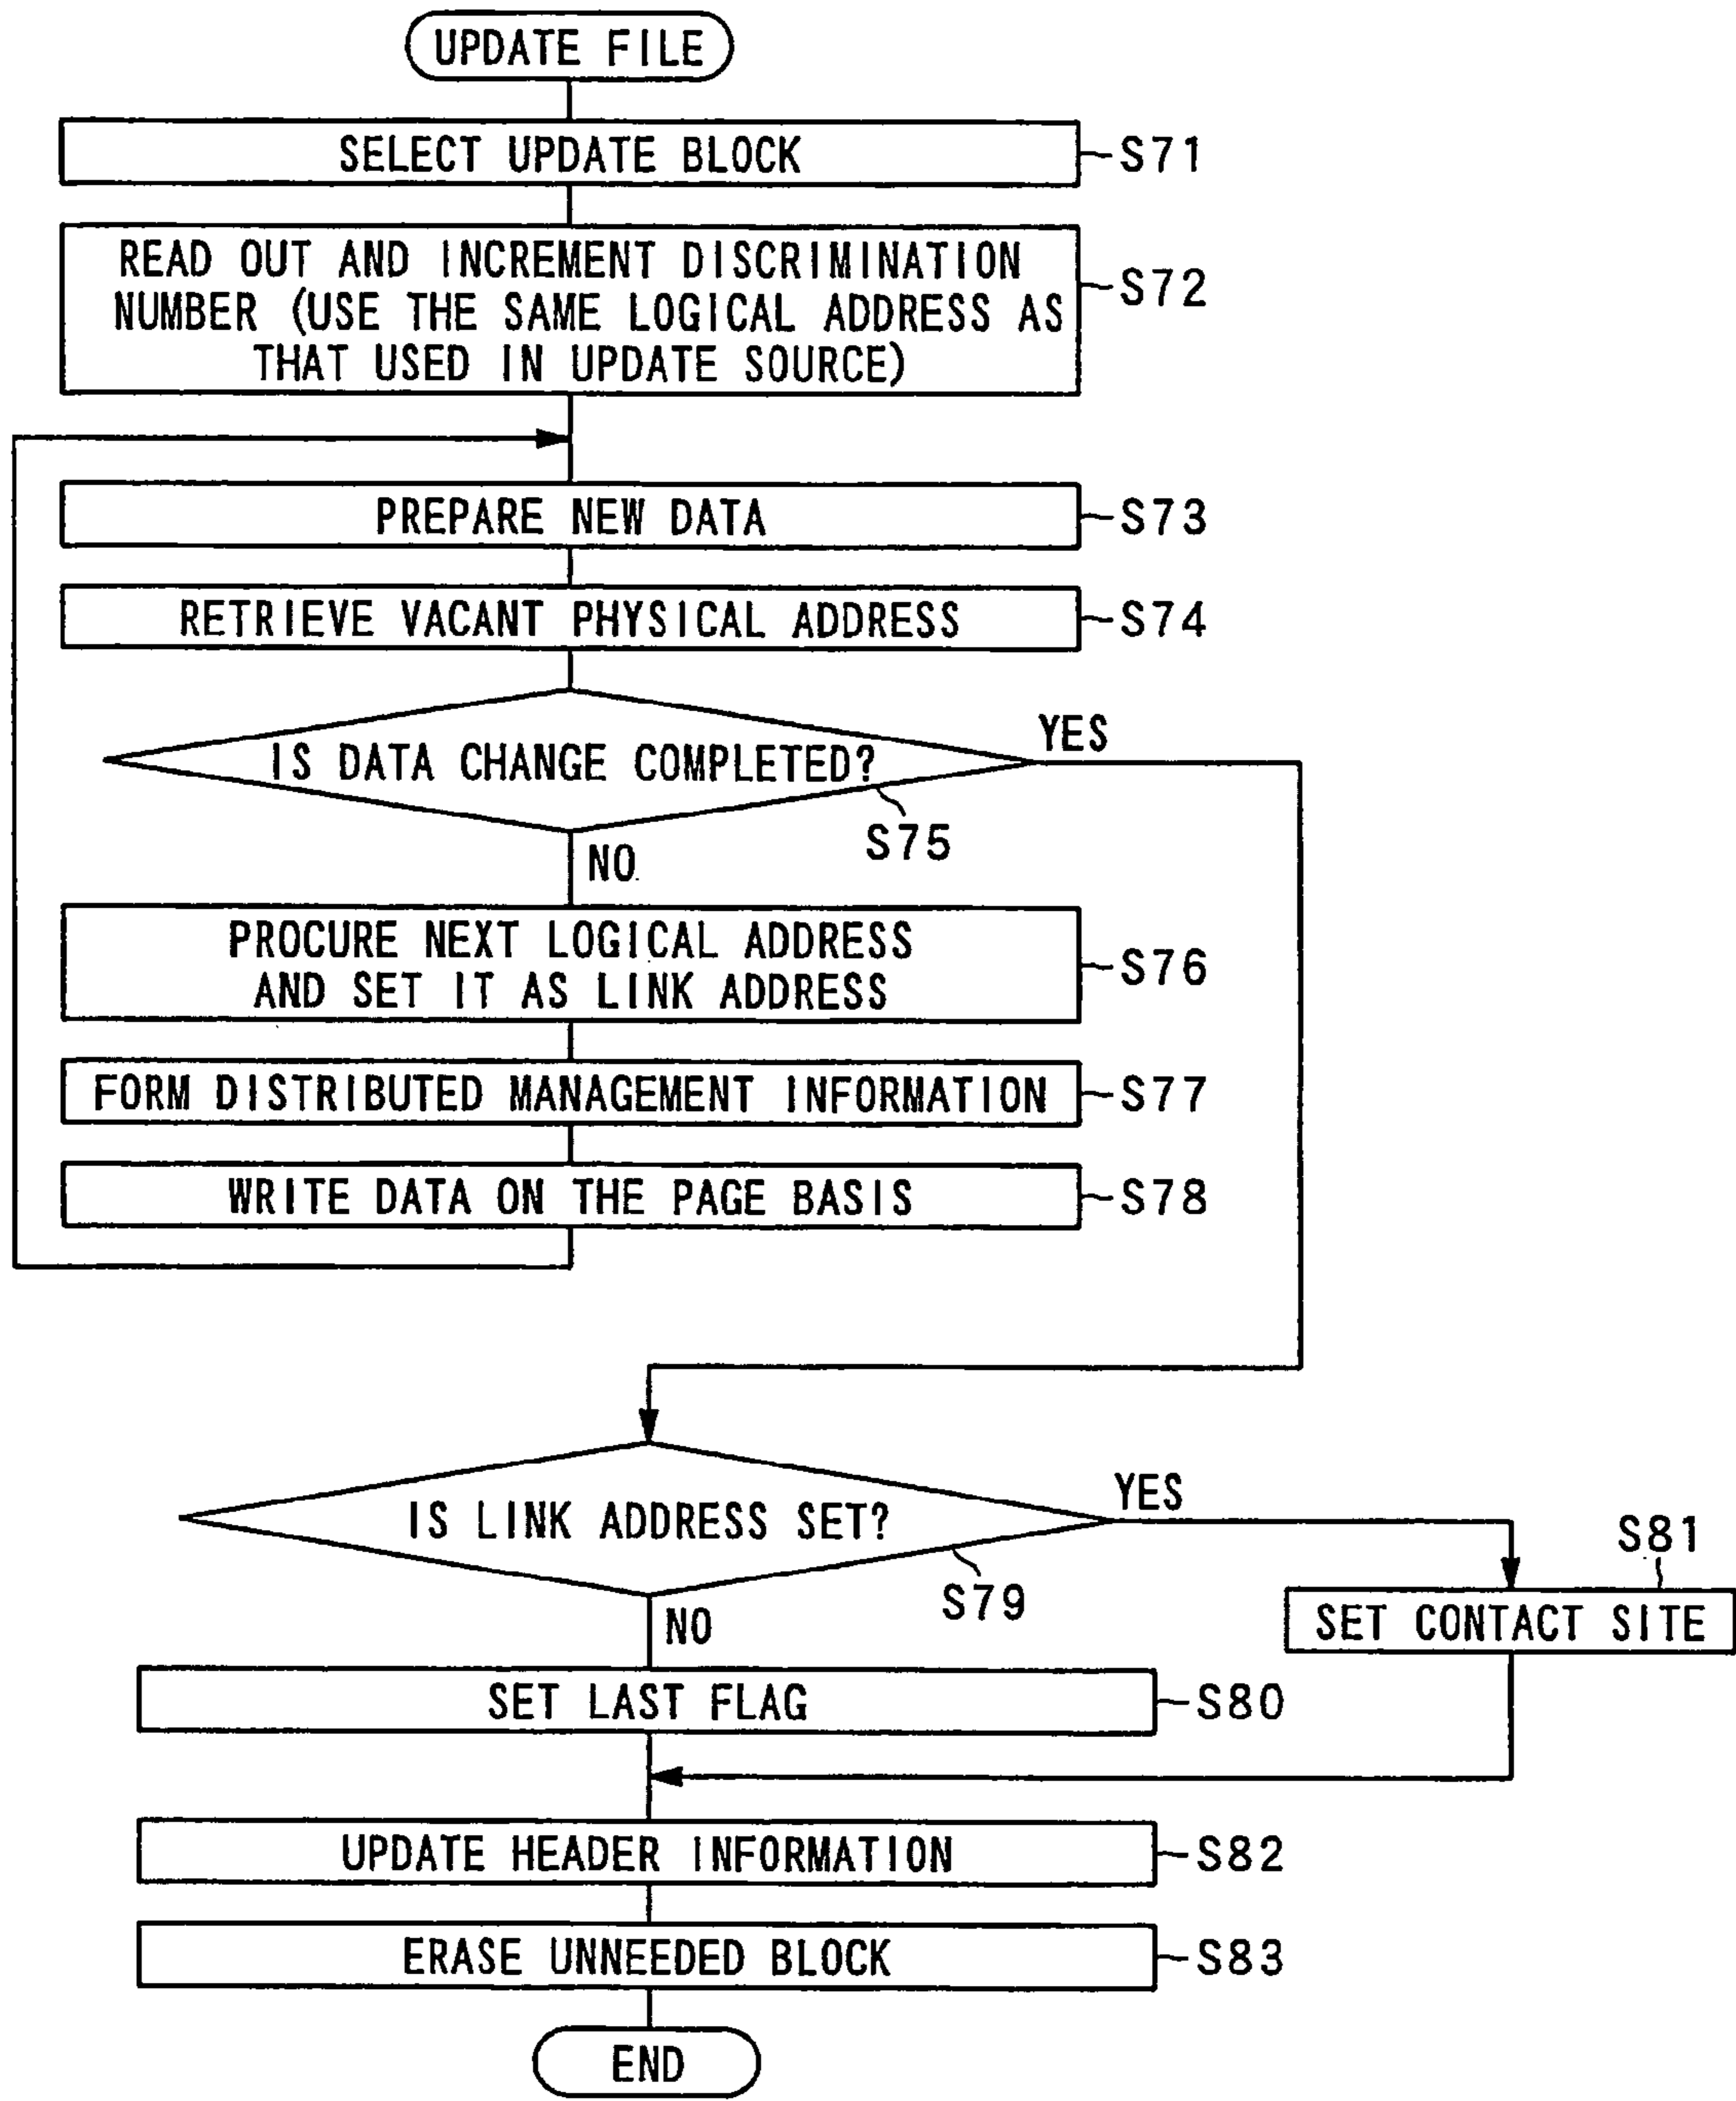 UPDATE FILE
SELECT UPDATE BLOCK
S71
READ OUT AND INCREMENT DISCRIMINATION
NUMBER (USE THE SAME LOGICAL ADDRESS AS
THAT USED IN UPDATE SOURCE)
S72
PREPARE NEW DATA
S73
RETRIEVE VACANT PHYSICAL ADDRESS
S74
IS DATA CHANGE COMPLETED?
YES
S75
NO
PROCURE NEXT LOGICAL ADDRESS
AND SET IT AS LINK ADDRESS
S76
FORM DISTRIBUTED MANAGEMENT INFORMATION
S77
WRITE DATA ON THE PAGE BASIS
S78
IS LINK ADDRESS SET?
YES
S79
NO
S81
SET CONTACT SITE
SET LAST FLAG
S80
UPDATE HEADER INFORMATION
S82
ERASE UNNEEDED BLOCK
S83
END